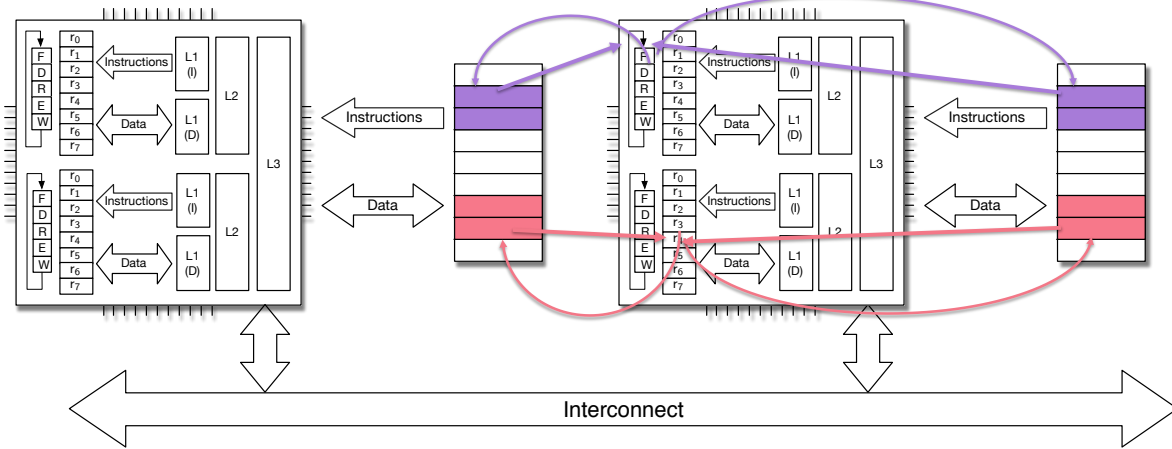 F
D
R
E
W
r0
r1
r2
r3
r4
r5
r6
r7
Instructions
Data
L1
(I)
L1
(D)
L2
F
D
R
E
W
r0
r1
r2
r3
r4
r5
r6
r7
Instructions
Data
L1
(I)
L1
(D)
L2
L3
Instructions
Data
F
D
R
E
W
r0
r1
r2
r3
r4
r5
r6
r7
Instructions
Data
L1
(I)
L1
(D)
L2
F
D
R
E
W
r0
r1
r2
r3
r5
r6
r7
Instructions
Data
L1
(I)
L1
(D)
L2
L3
Instructions
Data
Interconnect